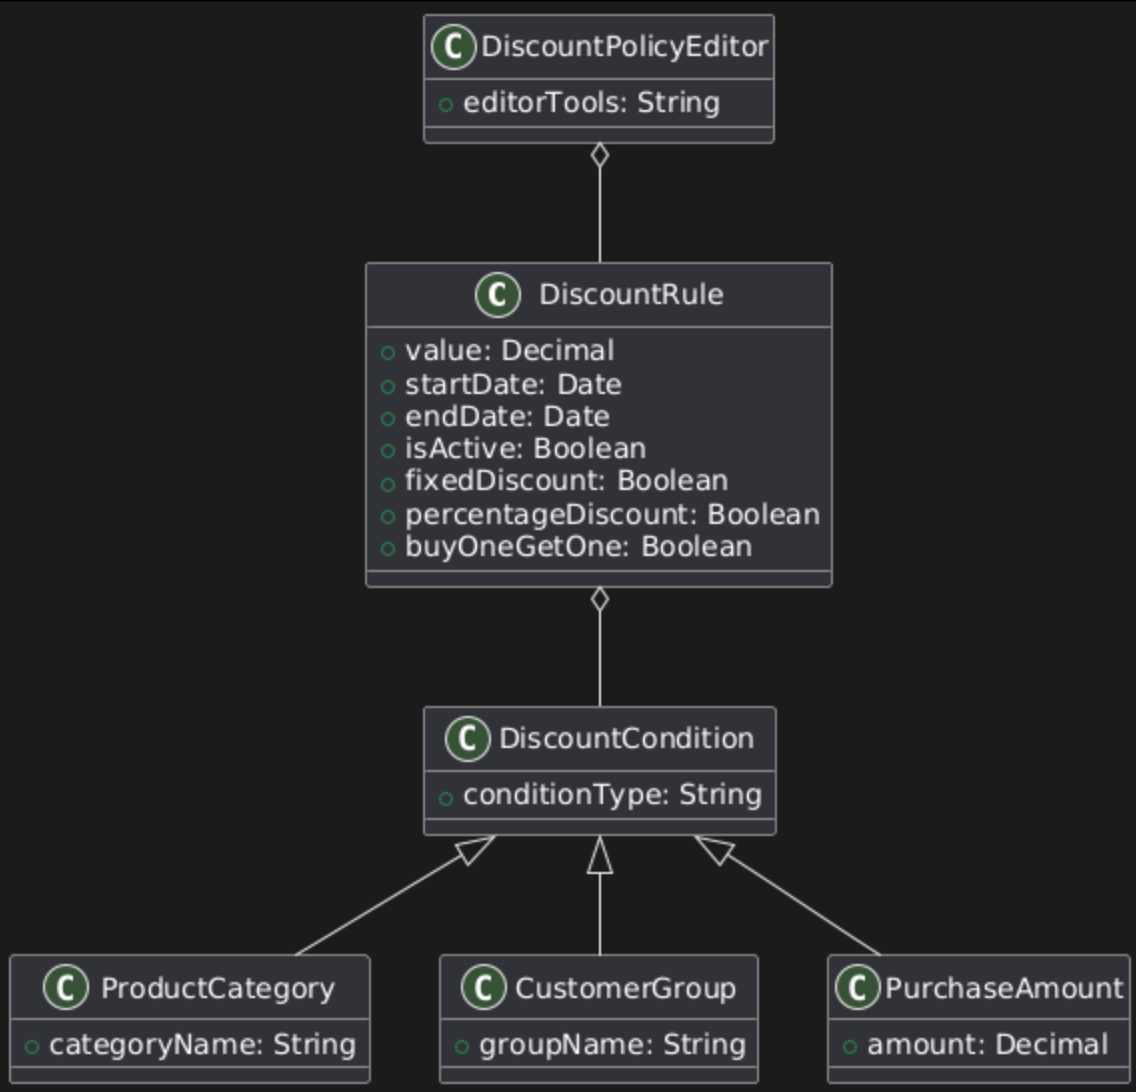 C DiscountPolicyEditor
editorTools: String
C DiscountRule
value: Decimal
startDate: Date
endDate: Date
isActive: Boolean
fixedDiscount: Boolean
percentageDiscount: Boolean
buyOneGetOne: Boolean
C DiscountCondition
conditionType: String
C ProductCategory
categoryName: String
C CustomerGroup
groupName: String
C PurchaseAmount
amount: Decimal